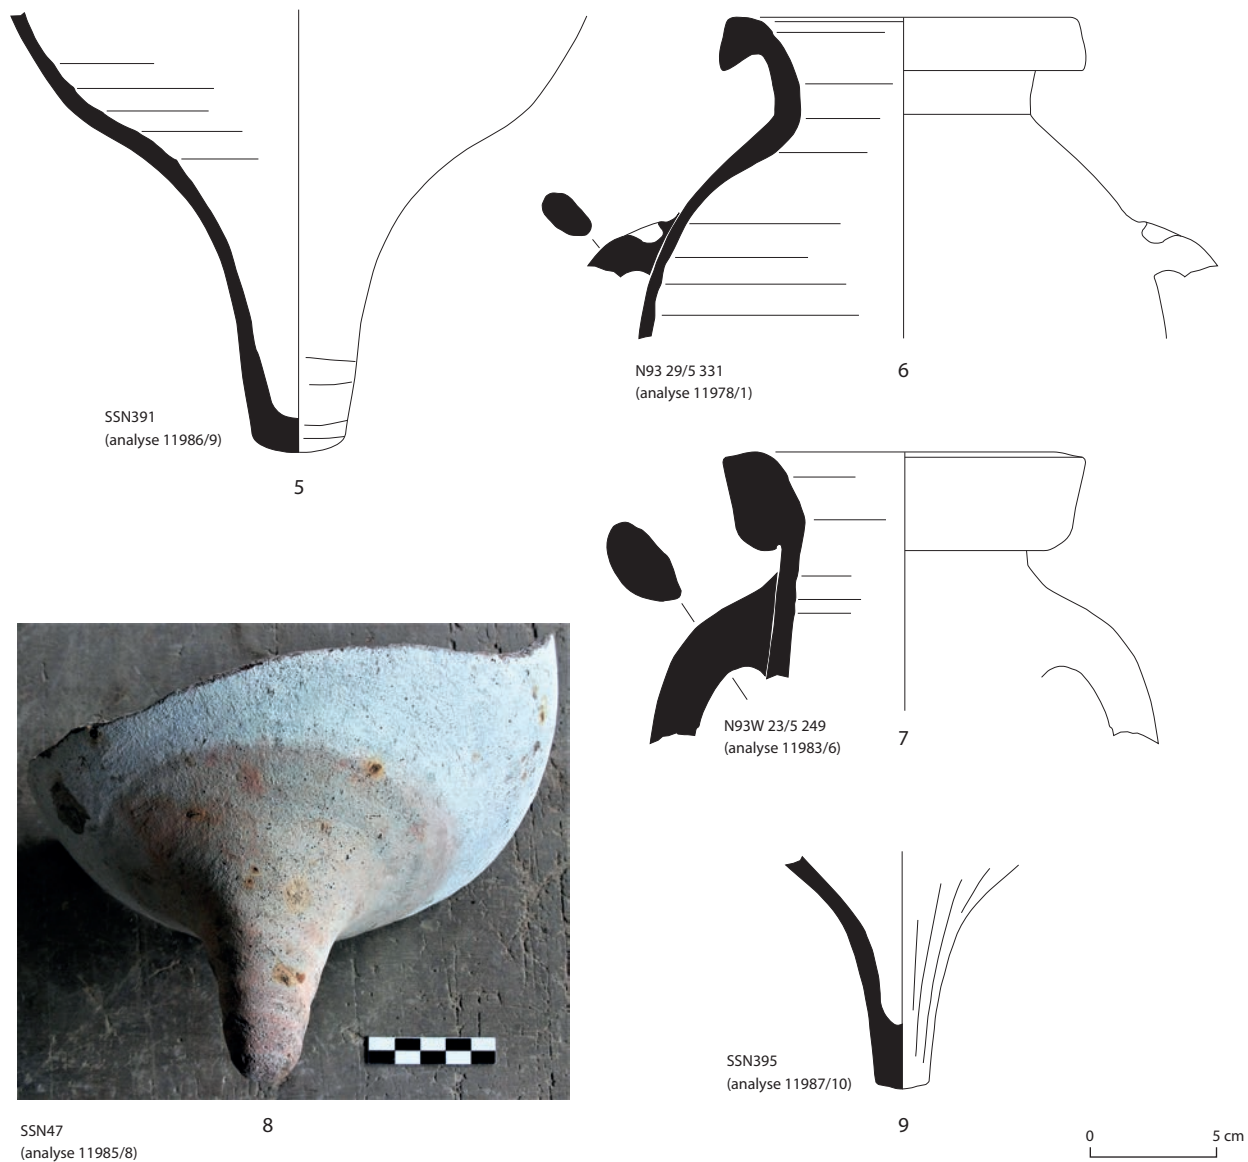 SSN391
(analyse 11986/9)
5
N93 29/5 331
(analyse 11978/1)
6
N93W 23/5 249
(analyse 11983/6)
7
SSN47
(analyse 11985/8)
8
SSN395
(analyse 11987/10)
9
0 5 cm